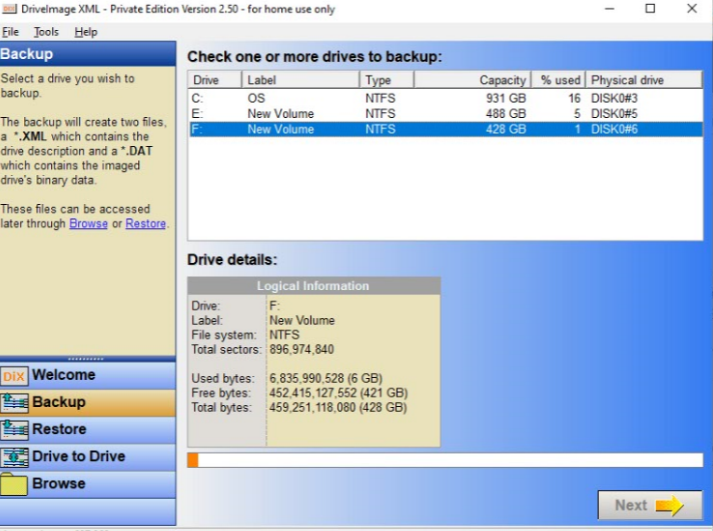 DriveImage XML - Private Edition Version 2.50 - for home use only
File Tools Help
Backup
Select a drive you wish to
backup.
The backup will create two files,
a *.XML which contains the
drive description and a *.DAT
which contains the imaged
drive's binary data.
These files can be accessed
later through Browse or Restore.
DiX Welcome
Backup
Restore
Drive to Drive
Browse
Check one or more drives to backup:
Drive Label Type Capacity % used Physical drive
C: OS NTFS 931 GB 16 DISK0#3
E: New Volume NTFS 488 GB 5 DISK0#5
F: New Volume NTFS 428 GB 1 DISK0#6
Drive details:
Logical Information
Drive: F:
Label: New Volume
File system: NTFS
Total sectors: 896,974,840
Used bytes: 6,835,990,528 (6 GB)
Free bytes: 452,415,127,552 (421 GB)
Total bytes: 459,251,118,080 (428 GB)
Next